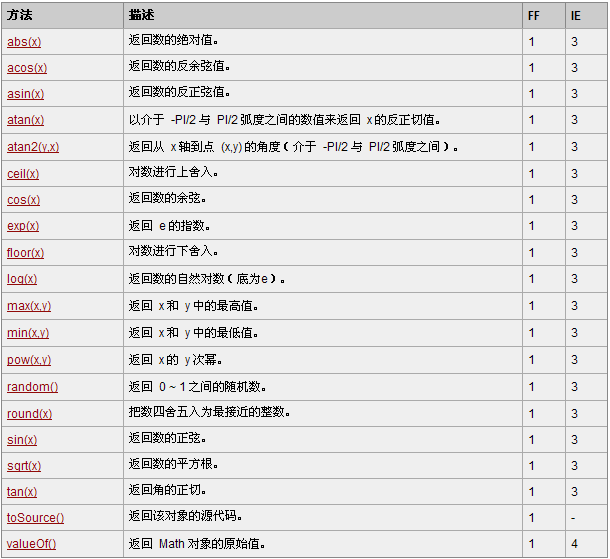 方法 描述 FF IE
abs(x) 返回数的绝对值。 1 3
acos(x) 返回数的反余弦值。 1 3
asin(x) 返回数的反正弦值。 1 3
atan(x) 以介于 -PI/2 与 PI/2 弧度之间的数值来返回 x 的反正切值。 1 3
atan2(y,x) 返回从 x 轴到点 (x,y) 的角度（介于 -PI/2 与 PI/2 弧度之间）。 1 3
ceil(x) 对数进行上舍入。 1 3
cos(x) 返回数的余弦。 1 3
exp(x) 返回 e 的指数。 1 3
floor(x) 对数进行下舍入。 1 3
log(x) 返回数的自然对数（底为e）。 1 3
max(x,y) 返回 x 和 y 中的最高值。 1 3
min(x,y) 返回 x 和 y 中的最低值。 1 3
pow(x,y) 返回 x 的 y 次幂。 1 3
random() 返回 0 ~ 1 之间的随机数。 1 3
round(x) 把数四舍五入为最接近的整数。 1 3
sin(x) 返回数的正弦。 1 3
sqrt(x) 返回数的平方根。 1 3
tan(x) 返回角的正切。 1 3
toSource() 返回该对象的源代码。 1 -
valueOf() 返回 Math 对象的原始值。 1 4